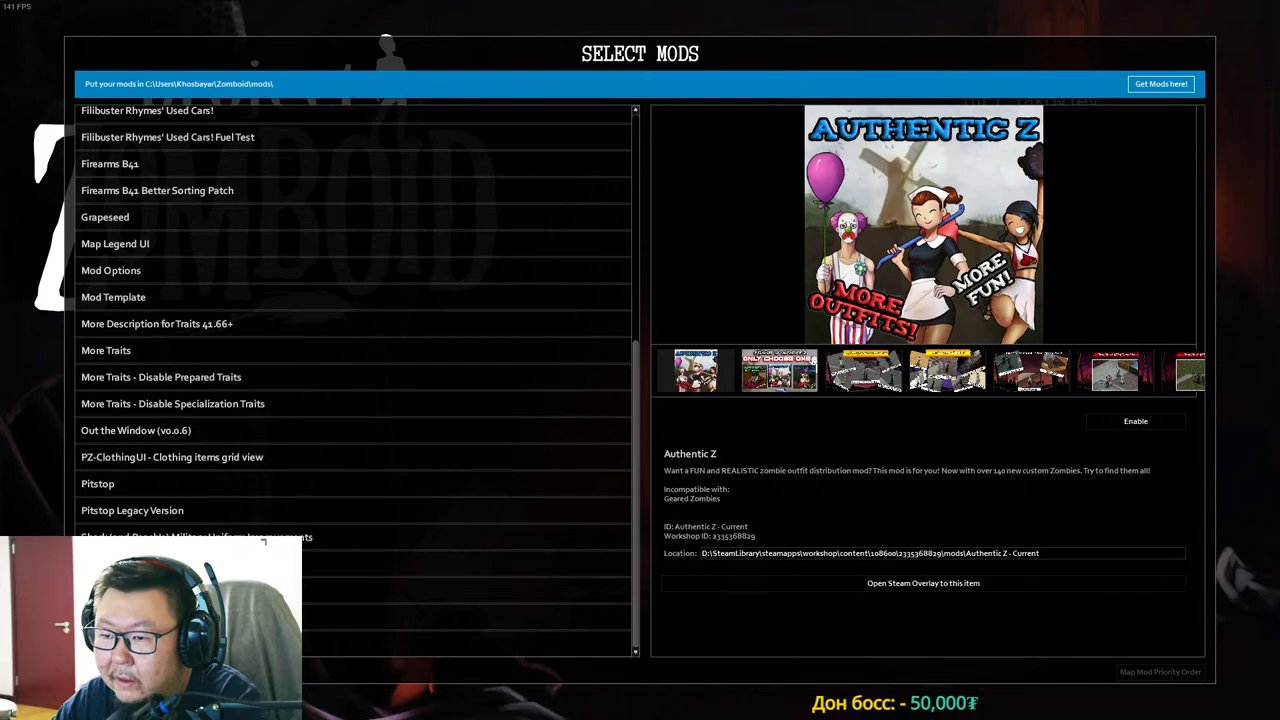 141 FPS
SELECT MODS
Put your mods in C:\Users\Khosbayar\Zomboid\mods\
Get Mods here!
Filibuster Rhymes' Used Cars!
Filibuster Rhymes' Used Cars! Fuel Test
Firearms B41
Firearms B41 Better Sorting Patch
Grapeseed
Map Legend UI
Mod Options
Mod Template
More Description for Traits 41.66+
More Traits
More Traits - Disable Prepared Traits
More Traits - Disable Specialization Traits
Out the Window (v0.0.6)
PZ-ClothingUI - Clothing items grid view
Pitstop
Pitstop Legacy Version
AUTHENTIC Z
MORE OUTFITS!
MORE FUN!
Enable
Authentic Z
Want a FUN and REALISTIC zombie outfit distribution mod? This mod is for you! Now with over 140 new custom Zombies. Try to find them all!
Incompatible with:
Geared Zombies
ID: Authentic Z - Current
Workshop ID: 2335368829
Location: D:\SteamLibrary\steamapps\workshop\content\108600\2335368829\mods\Authentic Z - Current
Open Steam Overlay to this item
Map Mod Priority Order
Дон босс: - 50,000₮